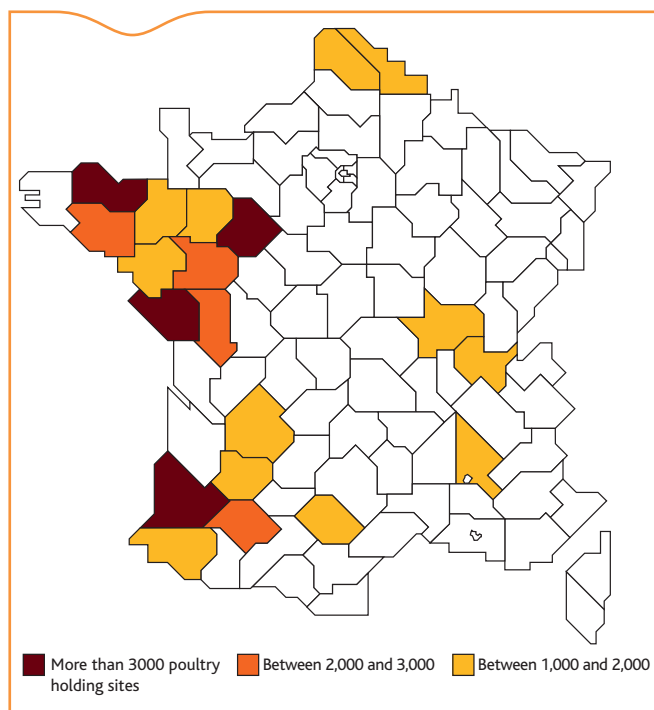 More than 3000 poultry
holding sites
Between 2,000 and 3,000
Between 1,000 and 2,000